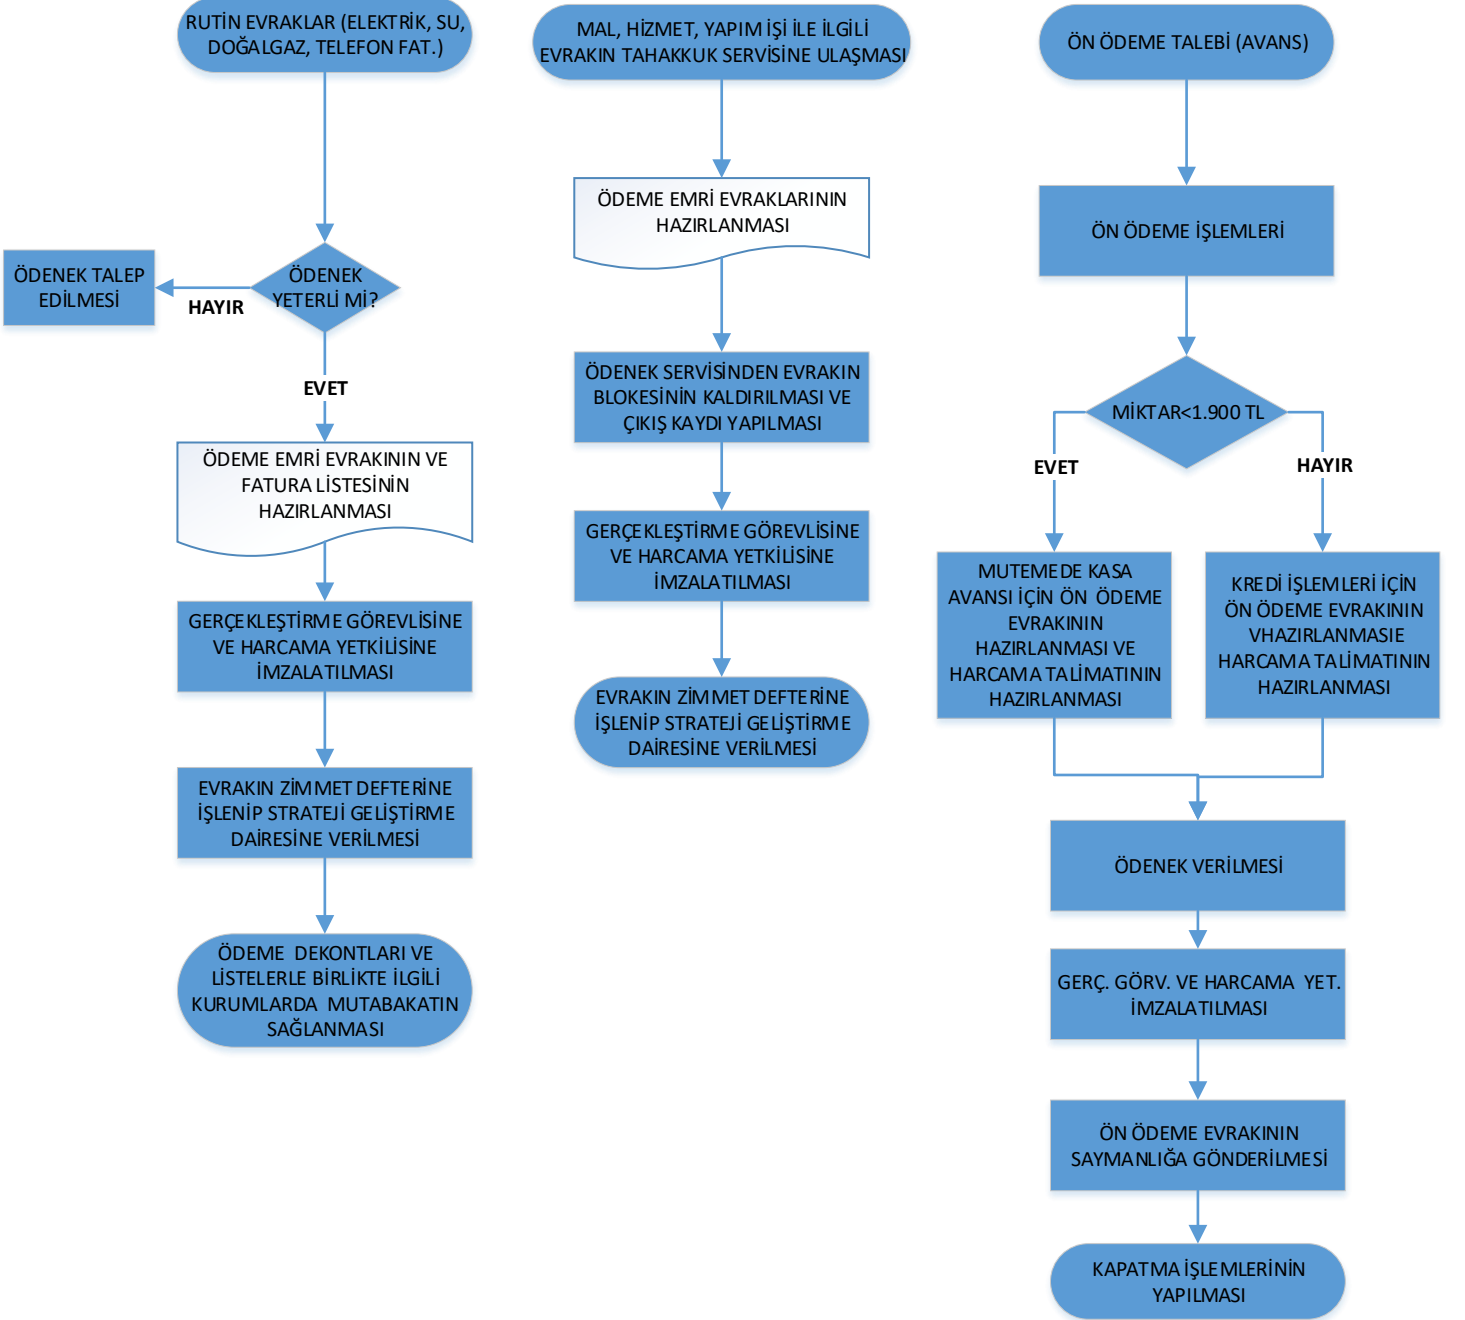 RUTİN EVRAKLAR (ELEKTRİK, SU,
DOĞALGAZ, TELEFON FAT.)
ÖDENEK
YETERLİ Mİ?
HAYIR
ÖDENEK TALEP
EDİLMESİ
EVET
ÖDEME EMRİ EVRAKININ VE
FATURA LİSTESİNİN
HAZIRLANMASI
GERÇEKLEŞTİRME GÖREVLİSİNE
VE HARCAMA YETKİLİSİNE
İMZALATILMASI
EVRAKIN ZİMMET DEFTERİNE
İŞLENİP STRATEJİ GELİŞTİRME
DAİRESİNE VERİLMESİ
ÖDEME DEKONTLARI VE
LİSTELERLE BİRLİKTE İLGİLİ
KURUMLARDA MUTABAKATIN
SAĞLANMASI
MAL, HİZMET, YAPIM İŞİ İLE İLGİLİ
EVRAKIN TAHAKKUK SERVİSİNE ULAŞMASI
ÖDEME EMRİ EVRAKLARININ
HAZIRLANMASI
ÖDENEK SERVİSİNDEN EVRAKIN
BLOKESİNİN KALDIRILMASI VE
ÇIKIŞ KAYDI YAPILMASI
GERÇEKLEŞTİRME GÖREVLİSİNE
VE HARCAMA YETKİLİSİNE
İMZALATILMASI
EVRAKIN ZİMMET DEFTERİNE
İŞLENİP STRATEJİ GELİŞTİRME
DAİRESİNE VERİLMESİ
ÖN ÖDEME TALEBİ (AVANS)
ÖN ÖDEME İŞLEMLERİ
MİKTAR<1.900 TL
EVET
HAYIR
MUTEMEDE KASA
AVANSI İÇİN ÖN ÖDEME
EVRAKININ
HAZIRLANMASI VE
HARCAMA TALİMATININ
HAZIRLANMASI
KREDİ İŞLEMLERİ İÇİN
ÖN ÖDEME EVRAKININ
VHAZIRLANMASIE
HARCAMA TALİMATININ
HAZIRLANMASI
ÖDENEK VERİLMESİ
GERÇ. GÖRV. VE HARCAMA YET.
İMZALATILMASI
ÖN ÖDEME EVRAKININ
SAYMANLIĞA GÖNDERİLMESİ
KAPATMA İŞLEMLERİNİN
YAPILMASI